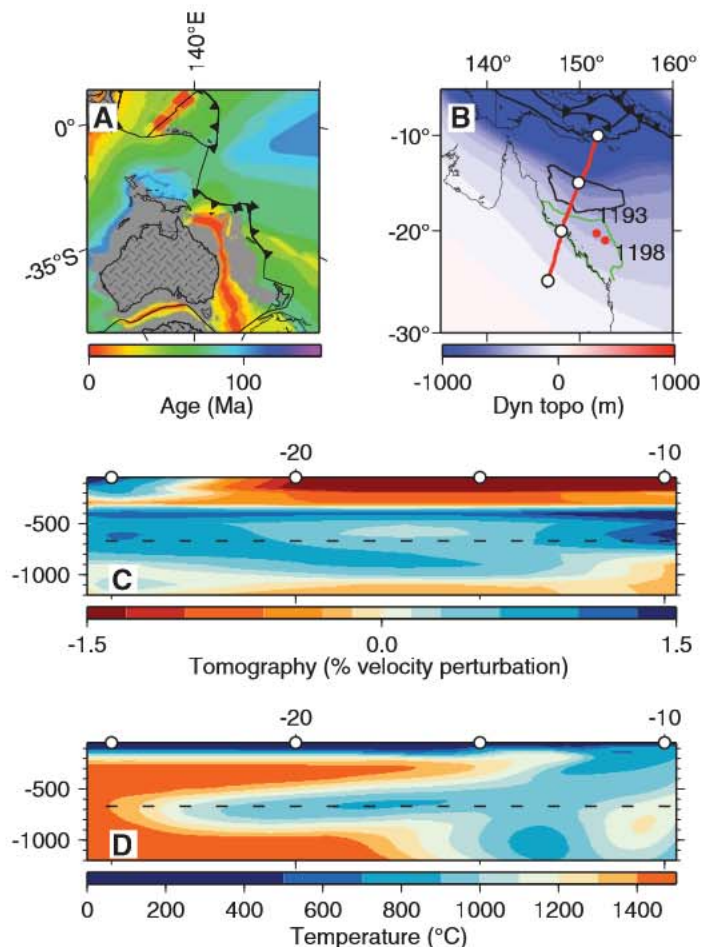 140°E
A
0°
-35°S
0 100
Age (Ma)
140° 150° 160°
B
-10°
-20°
-30°
1193
1198
-1000 0 1000
Dyn topo (m)
-20 -10
-500
-1000
C
-1.5 0.0 1.5
Tomography (% velocity perturbation)
-20 -10
-500
-1000
D
0 200 400 600 800 1000 1200 1400
Temperature (°C)